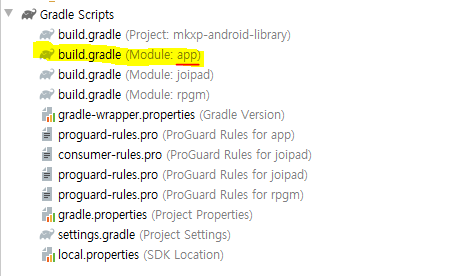 Gradle Scripts
build.gradle (Project: mkxp-android-library)
build.gradle (Module: app)
build.gradle (Module: joipad)
build.gradle (Module: rpgm)
gradle-wrapper.properties (Gradle Version)
proguard-rules.pro (ProGuard Rules for app)
consumer-rules.pro (ProGuard Rules for joipad)
proguard-rules.pro (ProGuard Rules for joipad)
proguard-rules.pro (ProGuard Rules for rpgm)
gradle.properties (Project Properties)
settings.gradle (Project Settings)
local.properties (SDK Location)